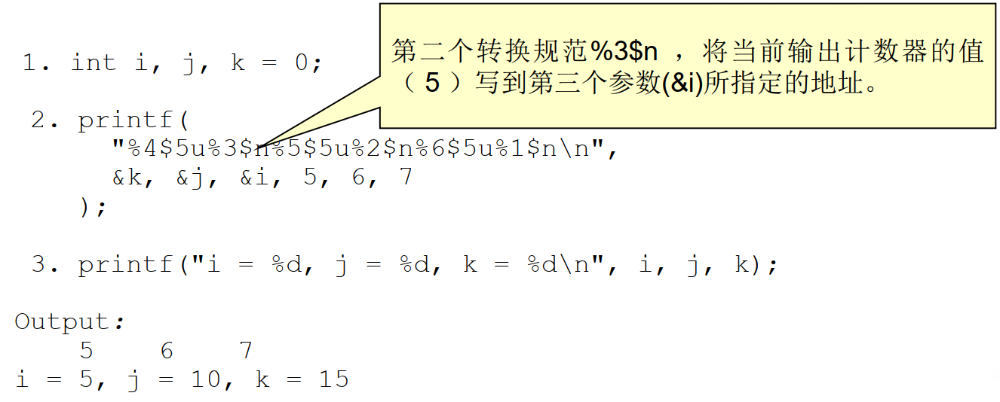 第二个转换规范%3$n ，将当前输出计数器的值
（ 5 ）写到第三个参数(&i)所指定的地址。
1. int i, j, k = 0;
2. printf(
"%4$5u%3$n%5$5u%2$n%6$5u%1$n\n",
&k, &j, &i, 5, 6, 7
);
3. printf("i = %d, j = %d, k = %d\n", i, j, k);
Output:
5    6    7
i = 5, j = 10, k = 15